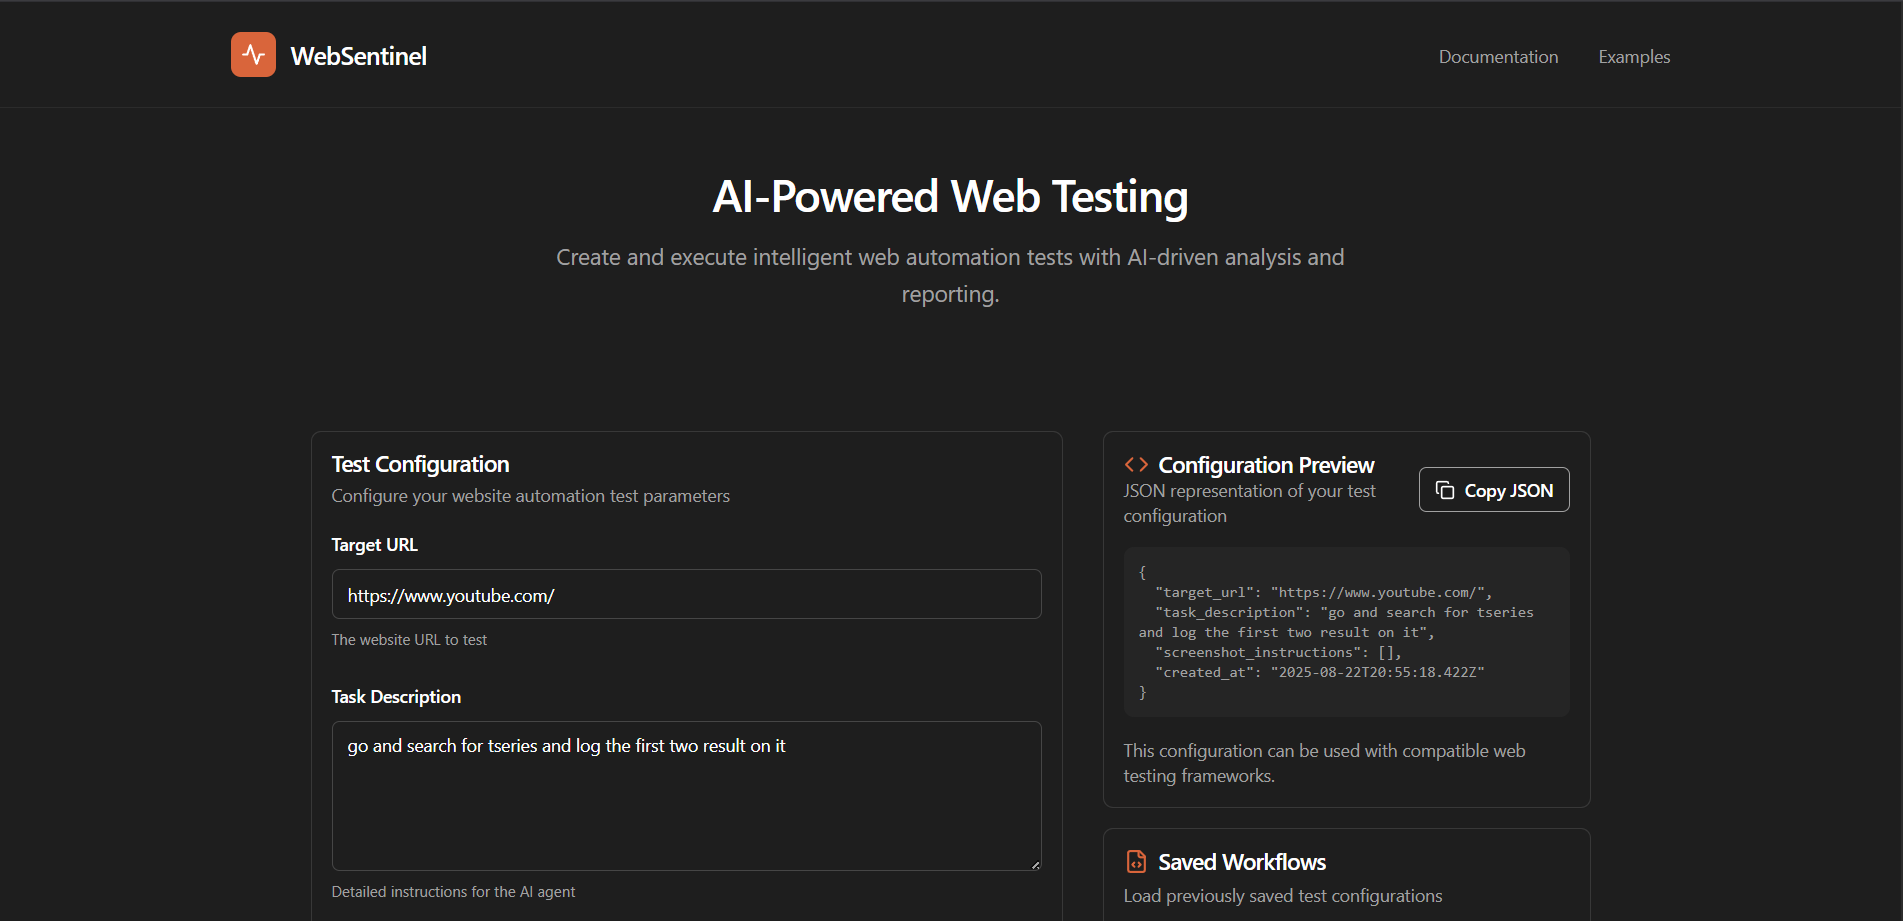 WebSentinel
Documentation
Examples
AI-Powered Web Testing
Create and execute intelligent web automation tests with AI-driven analysis and
reporting.
Test Configuration
Configure your website automation test parameters
Target URL
https://www.youtube.com/
The website URL to test
Task Description
go and search for tseries and log the first two result on it
Detailed instructions for the AI agent
Configuration Preview
JSON representation of your test
configuration
Copy JSON
{
  "target_url": "https://www.youtube.com/",
  "task_description": "go and search for tseries
and log the first two result on it",
  "screenshot_instructions": [],
  "created_at": "2025-08-22T20:55:18.422Z"
}
This configuration can be used with compatible web
testing frameworks.
Saved Workflows
Load previously saved test configurations